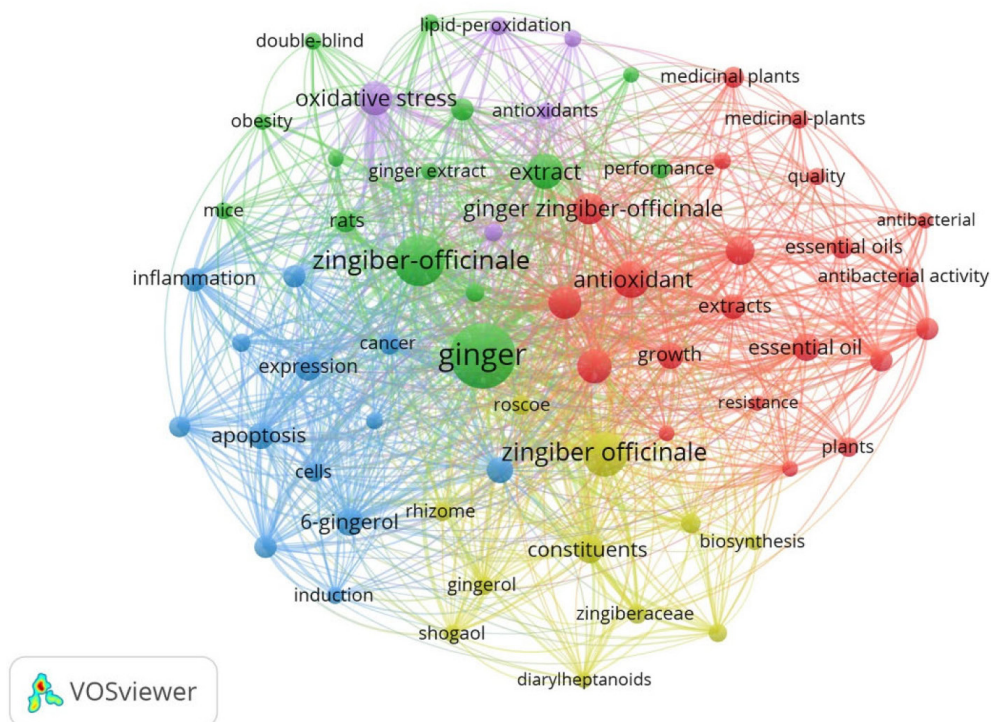 lipid-peroxidation
double-blind
medicinal plants
oxidative stress
antioxidants
obesity
medicinal-plants
ginger extract
extract
performance
quality
mice
rats
ginger zingiber-officinale
antibacterial
zingiber-officinale
essential oils
inflammation
antioxidant
antibacterial activity
extracts
cancer
ginger
growth
essential oil
expression
roscoe
resistance
apoptosis
zingiber officinale
plants
cells
rhizome
6-gingerol
constituents
biosynthesis
gingerol
induction
zingiberaceae
shogaol
diarylheptanoids
VOSviewer